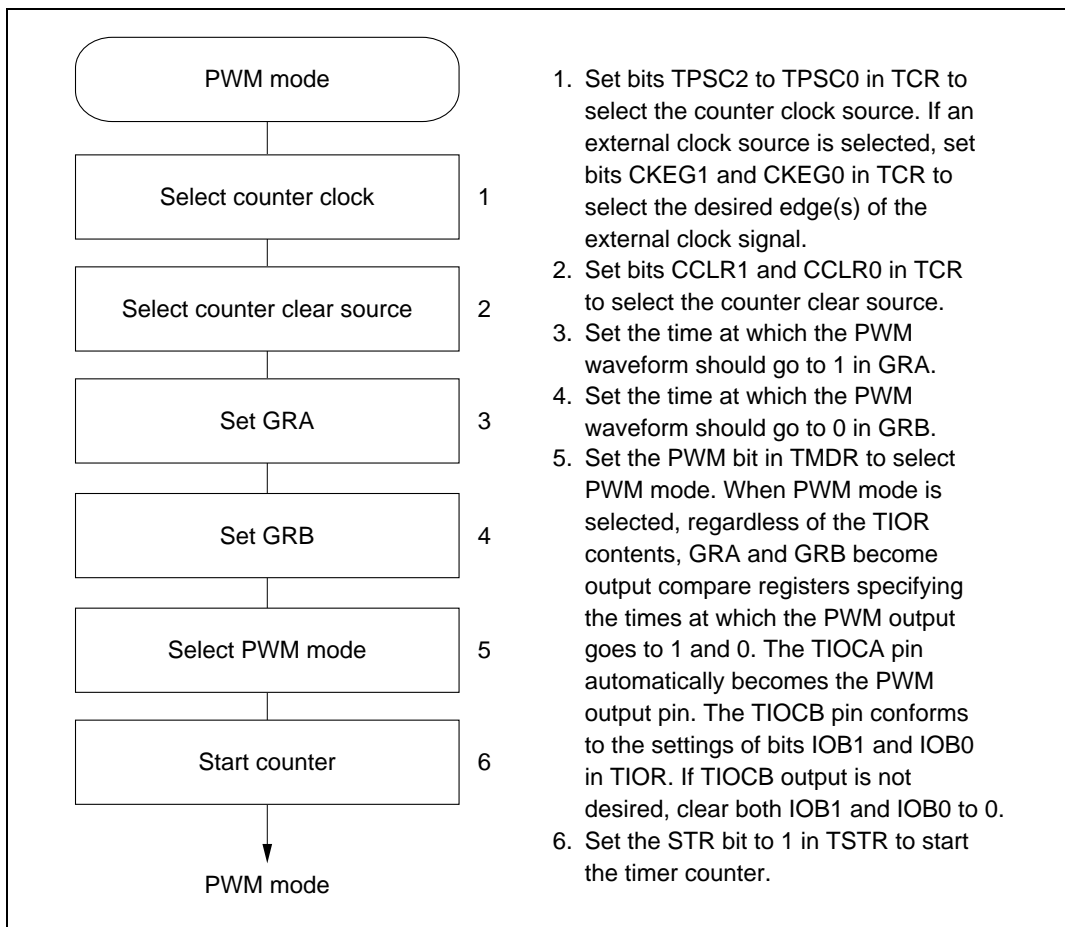 PWM mode
Select counter clock 1
Select counter clear source 2
Set GRA 3
Set GRB 4
Select PWM mode 5
Start counter 6
PWM mode
1. Set bits TPSC2 to TPSC0 in TCR to
select the counter clock source. If an
external clock source is selected, set
bits CKEG1 and CKEG0 in TCR to
select the desired edge(s) of the
external clock signal.
2. Set bits CCLR1 and CCLR0 in TCR
to select the counter clear source.
3. Set the time at which the PWM
waveform should go to 1 in GRA.
4. Set the time at which the PWM
waveform should go to 0 in GRB.
5. Set the PWM bit in TMDR to select
PWM mode. When PWM mode is
selected, regardless of the TIOR
contents, GRA and GRB become
output compare registers specifying
the times at which the PWM output
goes to 1 and 0. The TIOCA pin
automatically becomes the PWM
output pin. The TIOCB pin conforms
to the settings of bits IOB1 and IOB0
in TIOR. If TIOCB output is not
desired, clear both IOB1 and IOB0 to 0.
6. Set the STR bit to 1 in TSTR to start
the timer counter.